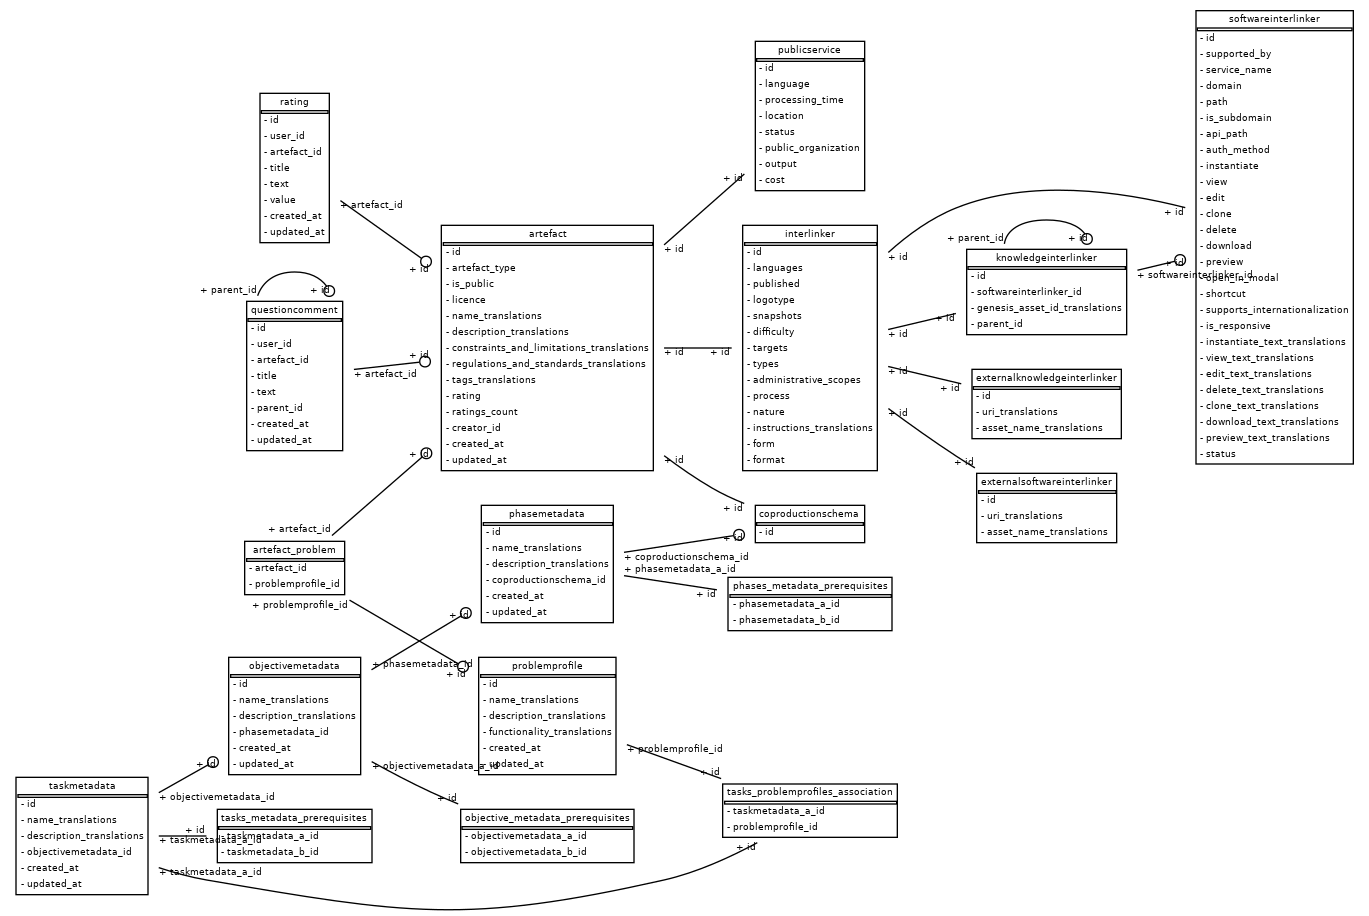 softwareinterlinker
- id
- supported_by
- service_name
- domain
- path
- is_subdomain
- api_path
- auth_method
- instantiate
- view
- edit
- clone
- delete
- download
- preview
- open_in_modal
- shortcut
- supports_internationalization
- is_responsive
- instantiate_text_translations
- view_text_translations
- edit_text_translations
- delete_text_translations
- clone_text_translations
- download_text_translations
- preview_text_translations
- status
publicservice
- id
- language
- processing_time
- location
- status
- public_organization
- output
- cost
rating
- id
- user_id
- artefact_id
- title
- text
- value
- created_at
- updated_at
+ artefact_id
+ id
+ id
+ id
artefact
- id
- artefact_type
- is_public
- licence
- name_translations
- description_translations
- constraints_and_limitations_translations
- regulations_and_standards_translations
- tags_translations
- rating
- ratings_count
- creator_id
- created_at
- updated_at
interlinker
- id
- languages
- published
- logotype
- snapshots
- difficulty
- targets
- types
- administrative_scopes
- process
- nature
- instructions_translations
- form
- format
+ id
+ id
+ parent_id
+ id
knowledgeinterlinker
- id
- softwareinterlinker_id
- genesis_asset_id_translations
- parent_id
+ softwareinterlinker_id
+ id
+ id
+ id
+ parent_id
+ id
questioncomment
- id
- user_id
- artefact_id
- title
- text
- parent_id
- created_at
- updated_at
+ artefact_id
+ id
+ id
+ id
+ id
+ id
externalknowledgeinterlinker
- id
- uri_translations
- asset_name_translations
+ id
+ id
externalsoftwareinterlinker
- id
- uri_translations
- asset_name_translations
+ id
+ id
+ id
+ artefact_id
artefact_problem
- artefact_id
- problemprofile_id
+ problemprofile_id
+ id
phasemetadata
- id
- name_translations
- description_translations
- coproductionschema_id
- created_at
- updated_at
coproductionschema
- id
+ id
+ coproductionschema_id
+ phasemetadata_a_id
+ id
phases_metadata_prerequisites
- phasemetadata_a_id
- phasemetadata_b_id
+ id
+ phasemetadata_id
objectivemetadata
- id
- name_translations
- description_translations
- phasemetadata_id
- created_at
- updated_at
problemprofile
- id
- name_translations
- description_translations
- functionality_translations
- created_at
- updated_at
+ problemprofile_id
+ id
+ objectivemetadata_a_id
+ id
+ id
+ objectivemetadata_id
taskmetadata
- id
- name_translations
- description_translations
- objectivemetadata_id
- created_at
- updated_at
+ id
+ taskmetadata_a_id
tasks_metadata_prerequisites
- taskmetadata_a_id
- taskmetadata_b_id
objective_metadata_prerequisites
- objectivemetadata_a_id
- objectivemetadata_b_id
tasks_problemprofiles_association
- taskmetadata_a_id
- problemprofile_id
+ id
+ taskmetadata_a_id